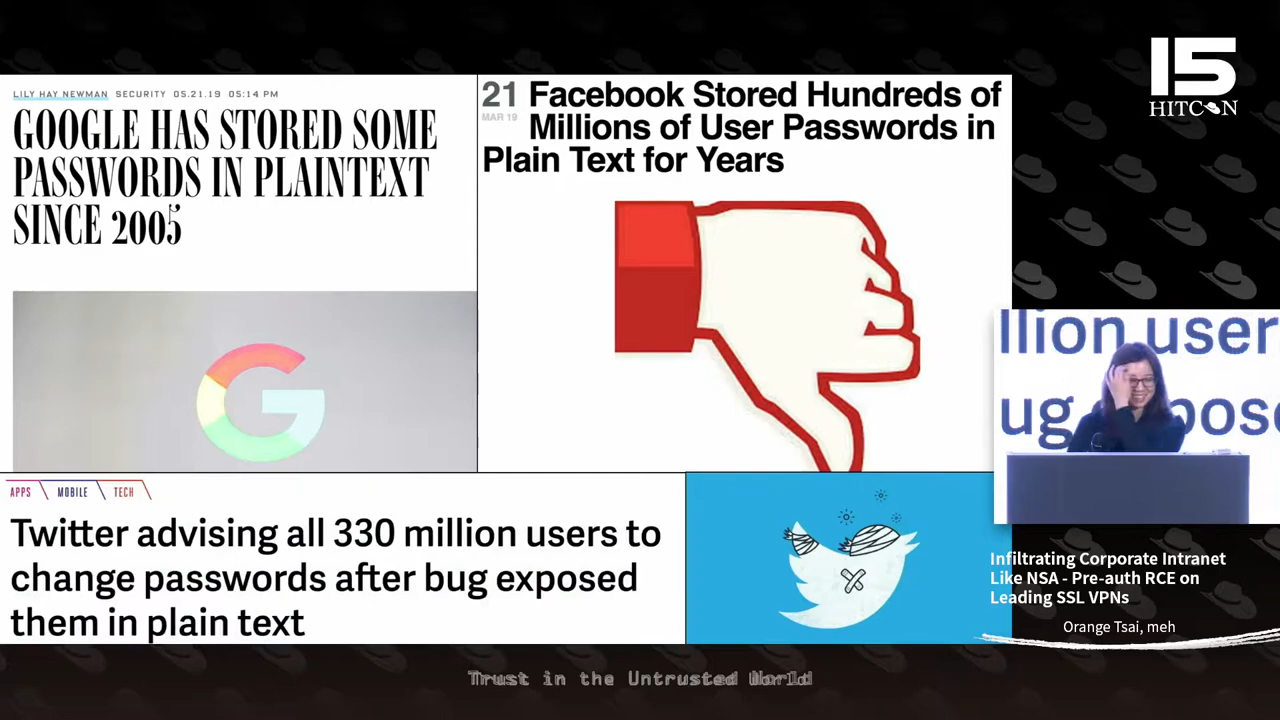 LILY HAY NEWMAN SECURITY 05.21.19 05:14 PM
GOOGLE HAS STORED SOME
PASSWORDS IN PLAINTEXT
SINCE 2005
21 Facebook Stored Hundreds of
MAR 19 Millions of User Passwords in
Plain Text for Years
15
HITCON
G
llion user
ug expose
APPS MOBILE TECH
Twitter advising all 330 million users to
change passwords after bug exposed
them in plain text
Infiltrating Corporate Intranet
Like NSA - Pre-auth RCE on
Leading SSL VPNs
Orange Tsai, meh
Trust in the Untrusted World